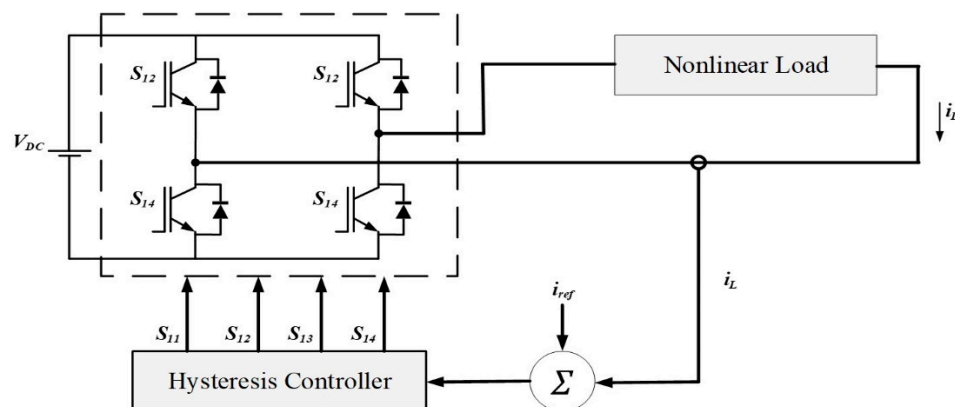 S12
S12
Nonlinear Load
iL
VDC
S14
S14
iL
iref
S11
S12
S13
S14
Hysteresis Controller
Σ